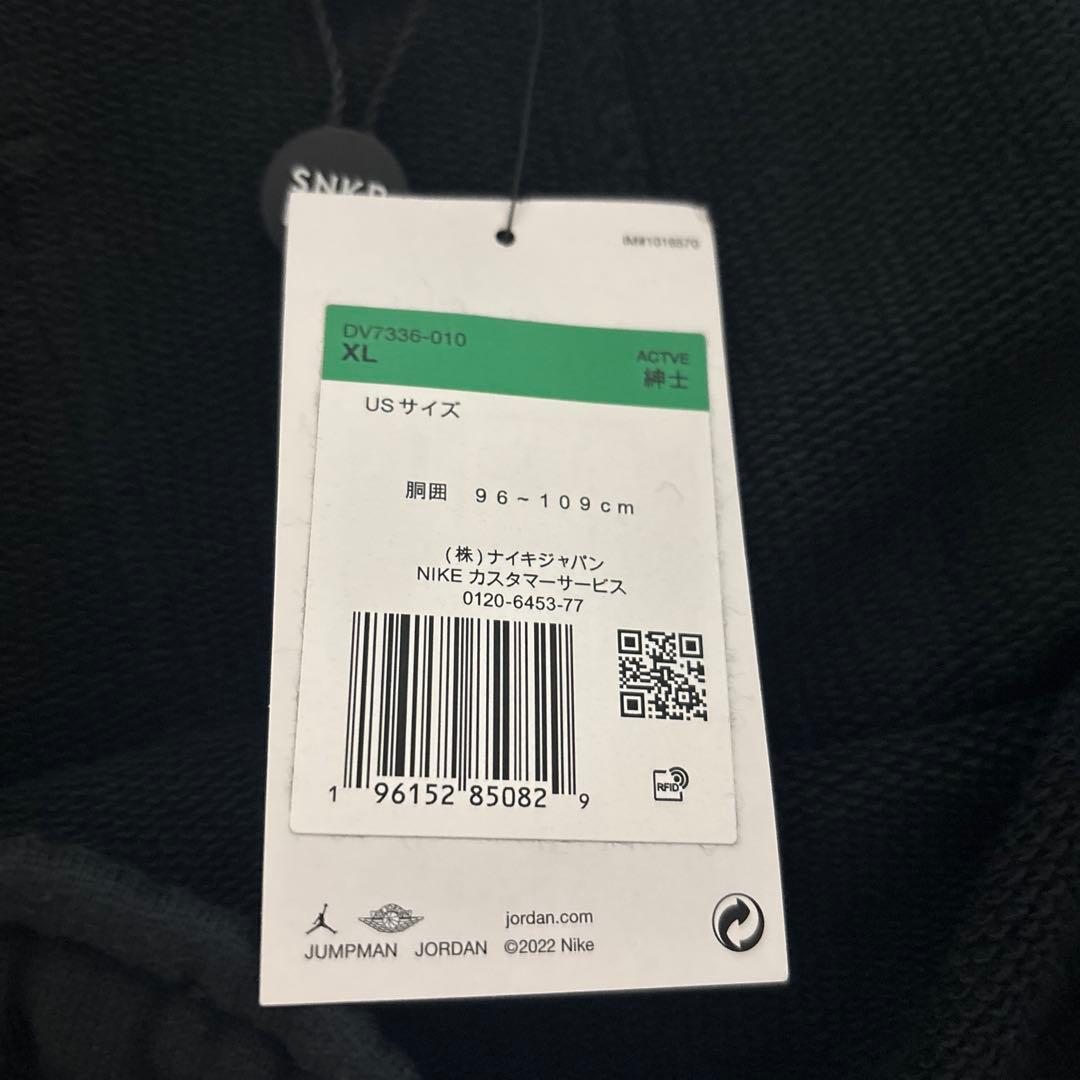 SNKR
IM#1016570
DV7336-010
XL
ACTVE
紳士
USサイズ
胴囲 96~109cm
(株)ナイキジャパン
NIKE カスタマーサービス
0120-6453-77
1 96152 85082 9
RFID
jordan.com
JUMPMAN JORDAN ©2022 Nike